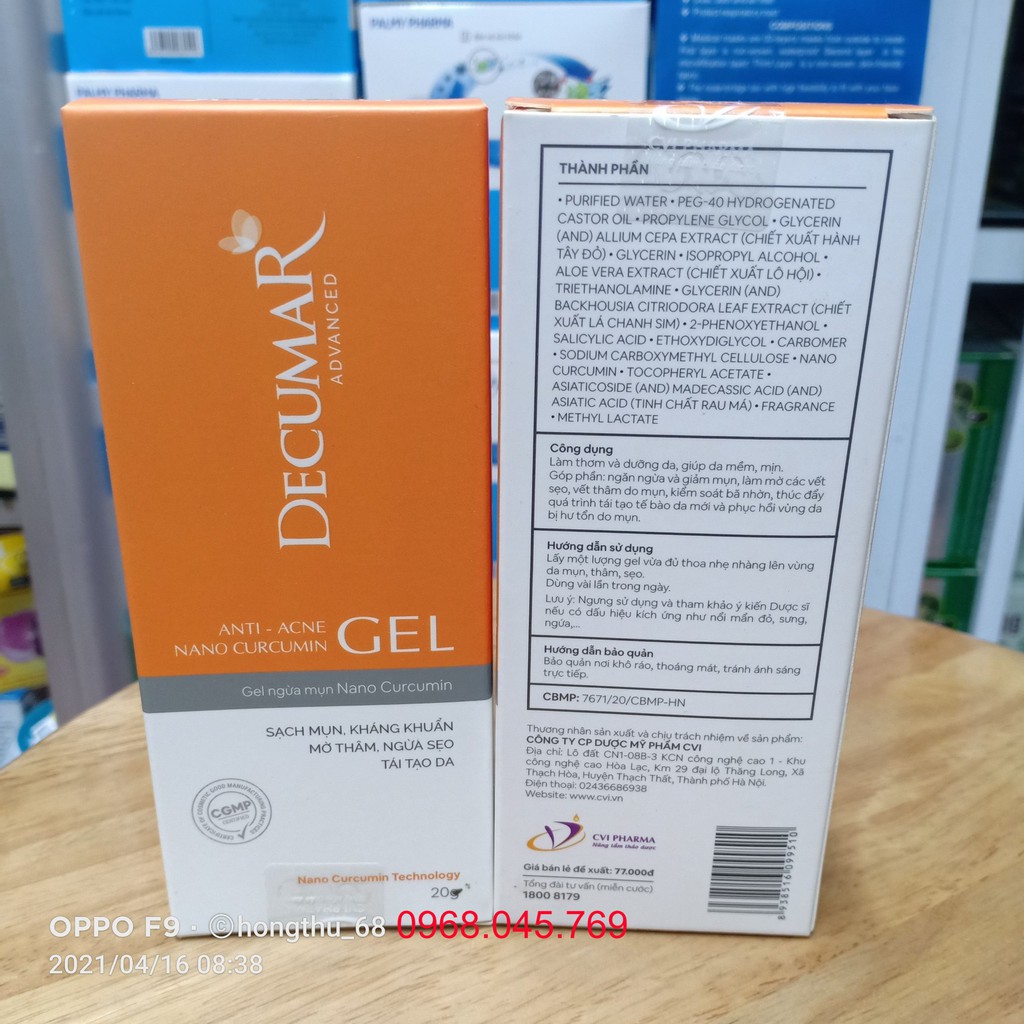 PALMY PHARMA
PALMY PHARMA
COMPOSITIONS
DECUMAR
ADVANCED
ANTI - ACNE
NANO CURCUMIN GEL
Gel ngừa mụn Nano Curcumin
SẠCH MỤN, KHÁNG KHUẨN
MỜ THÂM, NGỪA SẸO
TÁI TẠO DA
CGMP
CERTIFIED
Nano Curcumin Technology
20g
CVI PHARMA
THÀNH PHẦN
• PURIFIED WATER • PEG-40 HYDROGENATED
CASTOR OIL • PROPYLENE GLYCOL • GLYCERIN
(AND) ALLIUM CEPA EXTRACT (CHIẾT XUẤT HÀNH
TÂY ĐỎ) • GLYCERIN • ISOPROPYL ALCOHOL •
ALOE VERA EXTRACT (CHIẾT XUẤT LÔ HỘI) •
TRIETHANOLAMINE • GLYCERIN (AND)
BACKHOUSIA CITRIODORA LEAF EXTRACT (CHIẾT
XUẤT LÁ CHANH SIM) • 2-PHENOXYETHANOL •
SALICYLIC ACID • ETHOXYDIGLYCOL • CARBOMER
• SODIUM CARBOXYMETHYL CELLULOSE • NANO
CURCUMIN • TOCOPHERYL ACETATE •
ASIATICOSIDE (AND) MADECASSIC ACID (AND)
ASIATIC ACID (TINH CHẤT RAU MÁ) • FRAGRANCE
• METHYL LACTATE
Công dụng
Làm thơm và dưỡng da, giúp da mềm, mịn.
Góp phần: ngăn ngừa và giảm mụn, làm mờ các vết
sẹo, vết thâm do mụn, kiểm soát bã nhờn, thúc đẩy
quá trình tái tạo tế bào da mới và phục hồi vùng da
bị hư tổn do mụn.
Hướng dẫn sử dụng
Lấy một lượng gel vừa đủ thoa nhẹ nhàng lên vùng
da mụn, thâm, sẹo.
Dùng vài lần trong ngày.
Lưu ý: Ngưng sử dụng và tham khảo ý kiến Dược sĩ
nếu có dấu hiệu kích ứng như nổi mẩn đỏ, sưng,
ngứa,...
Hướng dẫn bảo quản
Bảo quản nơi khô ráo, thoáng mát, tránh ánh sáng
trực tiếp.
CBMP: 7671/20/CBMP-HN
Thương nhân sản xuất và chịu trách nhiệm về sản phẩm:
CÔNG TY CP DƯỢC MỸ PHẨM CVI
Địa chỉ: Lô đất CN1-08B-3 KCN công nghệ cao 1 - Khu
công nghệ cao Hòa Lạc, Km 29 đại lộ Thăng Long, Xã
Thạch Hòa, Huyện Thạch Thất, Thành phố Hà Nội.
Điện thoại: 02436686938
Website: www.cvi.vn
CVI PHARMA
Nâng tầm thảo dược
Giá bán lẻ đề xuất: 77.000đ
Tổng đài tư vấn (miễn cước)
1800 8179
8 938516 099510
OPPO F9 · ©hongthu_68 0968.045.769
2021/04/16 08:38